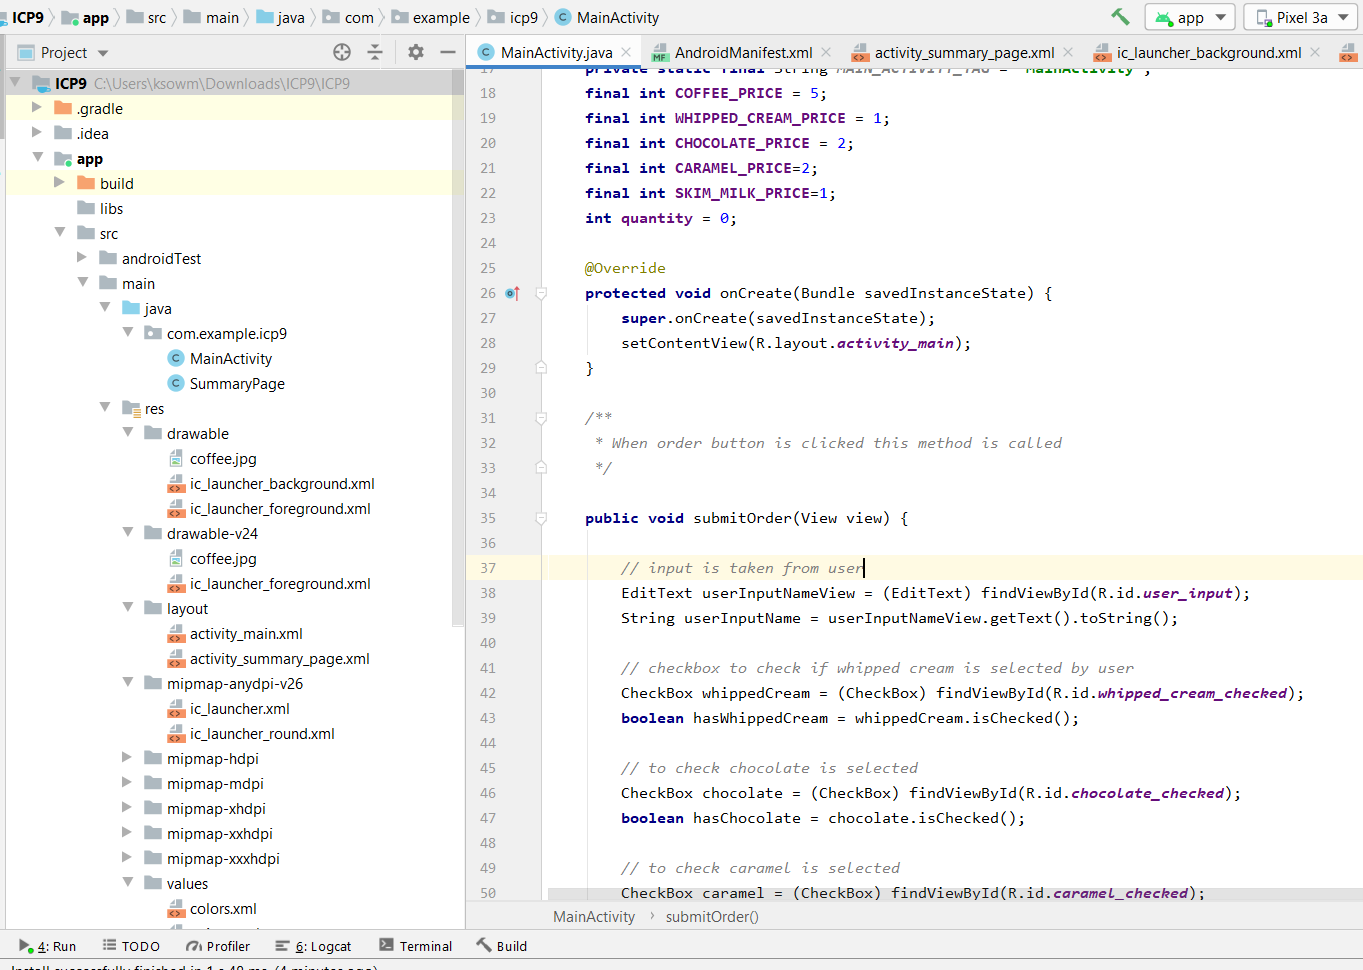 ICP9 app src main java com example icp9 MainActivity app Pixel 3a
Project
MainActivity.java AndroidManifest.xml activity_summary_page.xml ic_launcher_background.xml
ICP9 C:\Users\ksowm\Downloads\ICP9\ICP9
.gradle
.idea
app
build
libs
src
androidTest
main
java
com.example.icp9
MainActivity
SummaryPage
res
drawable
coffee.jpg
ic_launcher_background.xml
ic_launcher_foreground.xml
drawable-v24
coffee.jpg
ic_launcher_foreground.xml
layout
activity_main.xml
activity_summary_page.xml
mipmap-anydpi-v26
ic_launcher.xml
ic_launcher_round.xml
mipmap-hdpi
mipmap-mdpi
mipmap-xhdpi
mipmap-xxhdpi
mipmap-xxxhdpi
values
colors.xml
17 private static final String MAIN_ACTIVITY_TAG = "MainActivity";
18 final int COFFEE_PRICE = 5;
19 final int WHIPPED_CREAM_PRICE = 1;
20 final int CHOCOLATE_PRICE = 2;
21 final int CARAMEL_PRICE=2;
22 final int SKIM_MILK_PRICE=1;
23 int quantity = 0;
24
25 @Override
26 protected void onCreate(Bundle savedInstanceState) {
27 super.onCreate(savedInstanceState);
28 setContentView(R.layout.activity_main);
29 }
30
31 /**
32 * When order button is clicked this method is called
33 */
34
35 public void submitOrder(View view) {
36
37 // input is taken from user
38 EditText userInputNameView = (EditText) findViewById(R.id.user_input);
39 String userInputName = userInputNameView.getText().toString();
40
41 // checkbox to check if whipped cream is selected by user
42 CheckBox whippedCream = (CheckBox) findViewById(R.id.whipped_cream_checked);
43 boolean hasWhippedCream = whippedCream.isChecked();
44
45 // to check chocolate is selected
46 CheckBox chocolate = (CheckBox) findViewById(R.id.chocolate_checked);
47 boolean hasChocolate = chocolate.isChecked();
48
49 // to check caramel is selected
50 CheckBox caramel = (CheckBox) findViewById(R.id.caramel_checked);
MainActivity submitOrder()
4: Run TODO Profiler 6: Logcat Terminal Build
Install successfully finished in 1 s 48 ms. (4 minutes ago)